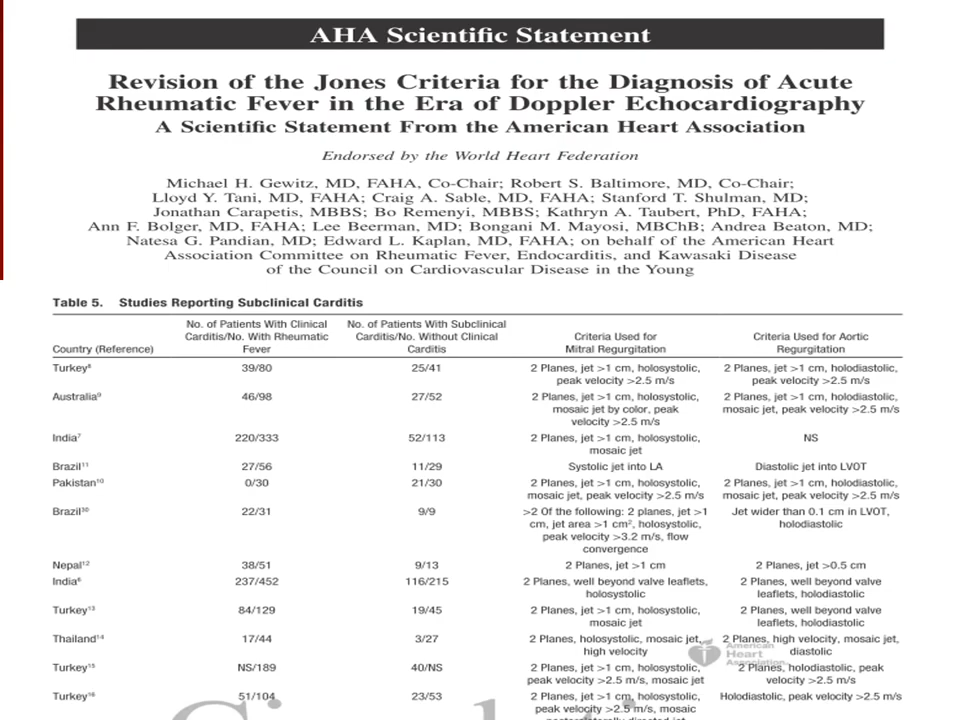 AHA Scientific Statement
Revision of the Jones Criteria for the Diagnosis of Acute
Rheumatic Fever in the Era of Doppler Echocardiography
A Scientific Statement From the American Heart Association
Endorsed by the World Heart Federation
Michael H. Gewitz, MD, FAHA, Co-Chair; Robert S. Baltimore, MD, Co-Chair;
Lloyd Y. Tani, MD, FAHA; Craig A. Sable, MD, FAHA; Stanford T. Shulman, MD;
Jonathan Carapetis, MBBS; Bo Remenyi, MBBS; Kathryn A. Taubert, PhD, FAHA;
Ann F. Bolger, MD, FAHA; Lee Beerman, MD; Bongani M. Mayosi, MBChB; Andrea Beaton, MD;
Natesa G. Pandian, MD; Edward L. Kaplan, MD, FAHA; on behalf of the American Heart
Association Committee on Rheumatic Fever, Endocarditis, and Kawasaki Disease
of the Council on Cardiovascular Disease in the Young
Table 5. Studies Reporting Subclinical Carditis
No. of Patients With Clinical No. of Patients With Subclinical
Carditis/No. With Rheumatic Carditis/No. Without Clinical Criteria Used for Criteria Used for Aortic
Country (Reference) Fever Carditis Mitral Regurgitation Regurgitation
Turkey⁸ 39/80 25/41 2 Planes, jet >1 cm, holosystolic, 2 Planes, jet >1 cm, holodiastolic,
peak velocity >2.5 m/s peak velocity >2.5 m/s
Australia⁹ 46/98 27/52 2 Planes, jet >1 cm, holosystolic, 2 Planes, jet >1 cm, holodiastolic,
mosaic jet by color, peak mosaic jet, peak velocity >2.5 m/s
velocity >2.5 m/s
India⁷ 220/333 52/113 2 Planes, jet >1 cm, holosystolic, NS
mosaic jet
Brazil¹¹ 27/56 11/29 Systolic jet into LA Diastolic jet into LVOT
Pakistan¹⁰ 0/30 21/30 2 Planes, jet >1 cm, holosystolic, 2 Planes, jet >1 cm, holodiastolic,
mosaic jet, peak velocity >2.5 m/s mosaic jet, peak velocity >2.5 m/s
Brazil³⁰ 22/31 9/9 >2 Of the following: 2 planes, jet >1 Jet wider than 0.1 cm in LVOT,
cm, jet area >1 cm², holosystolic, holodiastolic
peak velocity >3.2 m/s, flow
convergence
Nepal¹² 38/51 9/13 2 Planes, jet >1 cm 2 Planes, jet >0.5 cm
India⁶ 237/452 116/215 2 Planes, well beyond valve leaflets, 2 Planes, well beyond valve
holosystolic leaflets, holodiastolic
Turkey¹³ 84/129 19/45 2 Planes, jet >1 cm, holosystolic, 2 Planes, well beyond valve
mosaic jet leaflets, holodiastolic
Thailand¹⁴ 17/44 3/27 2 Planes, holosystolic, mosaic jet, 2 Planes, high velocity, mosaic jet,
high velocity diastolic
American
Heart
Association
Turkey¹⁵ NS/189 40/NS 2 Planes, jet >1 cm, holosystolic, 2 Planes, holodiastolic, peak
peak velocity >2.5 m/s, mosaic jet velocity >2.5 m/s
Turkey¹⁶ 51/104 23/53 2 Planes, jet >1 cm, holosystolic, Holodiastolic, peak velocity >2.5 m/s
peak velocity >2.5 m/s, mosaic